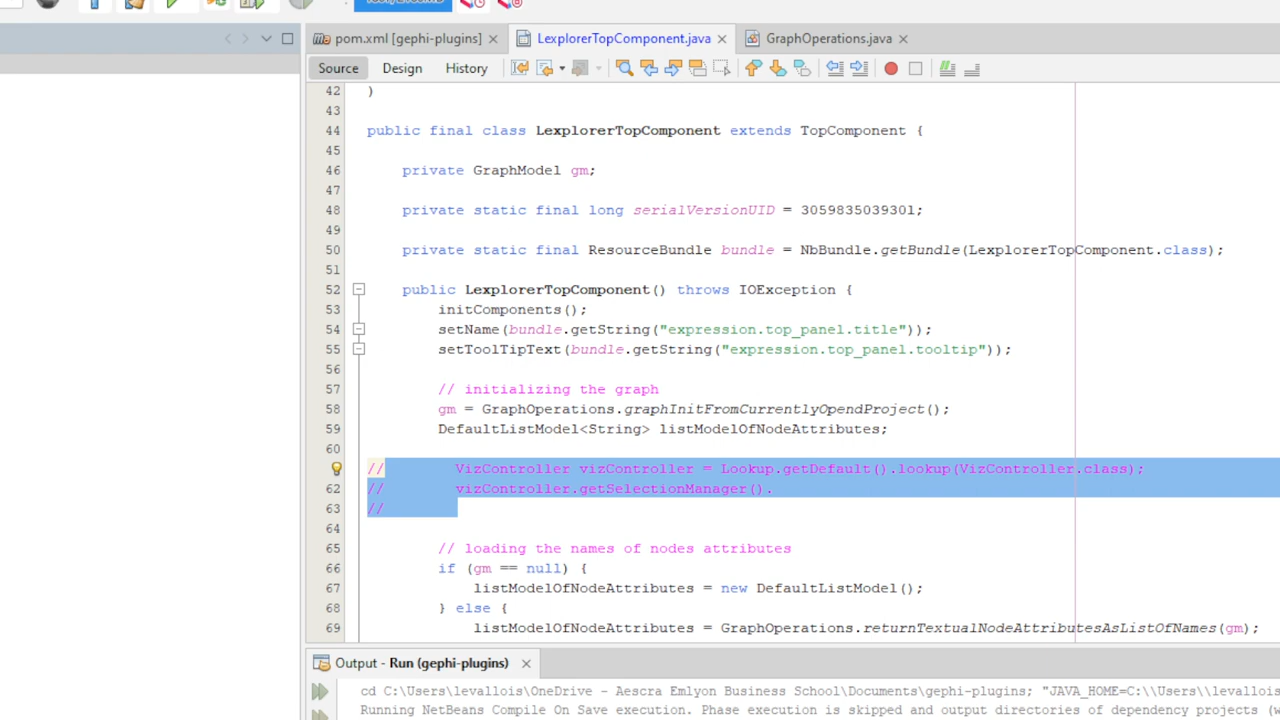 pom.xml [gephi-plugins] LexplorerTopComponent.java GraphOperations.java
Source Design History
42 )
43
44 public final class LexplorerTopComponent extends TopComponent {
45
46 private GraphModel gm;
47
48 private static final long serialVersionUID = 3059835039301;
49
50 private static final ResourceBundle bundle = NbBundle.getBundle(LexplorerTopComponent.class);
51
52 public LexplorerTopComponent() throws IOException {
53 initComponents();
54 setName(bundle.getString("expression.top_panel.title"));
55 setToolTipText(bundle.getString("expression.top_panel.tooltip"));
56
57 // initializing the graph
58 gm = GraphOperations.graphInitFromCurrentlyOpendProject();
59 DefaultListModel<String> listModelOfNodeAttributes;
60
// VizController vizController = Lookup.getDefault().lookup(VizController.class);
62 // vizController.getSelectionManager().
63 //
64
65 // loading the names of nodes attributes
66 if (gm == null) {
67 listModelOfNodeAttributes = new DefaultListModel();
68 } else {
69 listModelOfNodeAttributes = GraphOperations.returnTextualNodeAttributesAsListOfNames(gm);
Output - Run (gephi-plugins)
cd C:\Users\levallois\OneDrive - Aescra Emlyon Business School\Documents\gephi-plugins; "JAVA_HOME=C:\\Users\\levallois
Running NetBeans Compile On Save execution. Phase execution is skipped and output directories of dependency projects (w